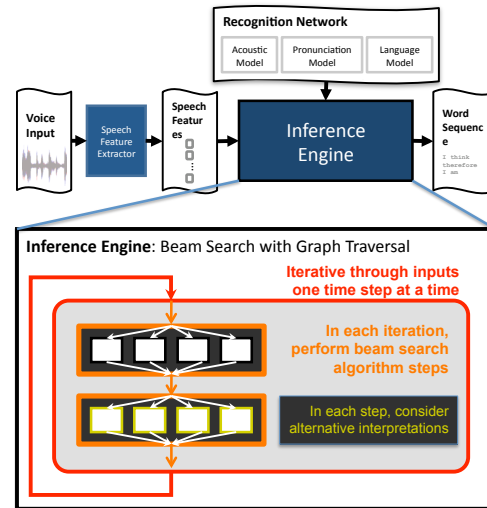 Recognition Network
Acoustic
Model
Pronunciation
Model
Language
Model
Voice
Input
Speech
Feature
Extractor
Speech
Featur
es
Inference
Engine
Word
Sequenc
e
I think
therefore
I am
Inference Engine: Beam Search with Graph Traversal
Iterative through inputs
one time step at a time
In each iteration,
perform beam search
algorithm steps
In each step, consider
alternative interpretations